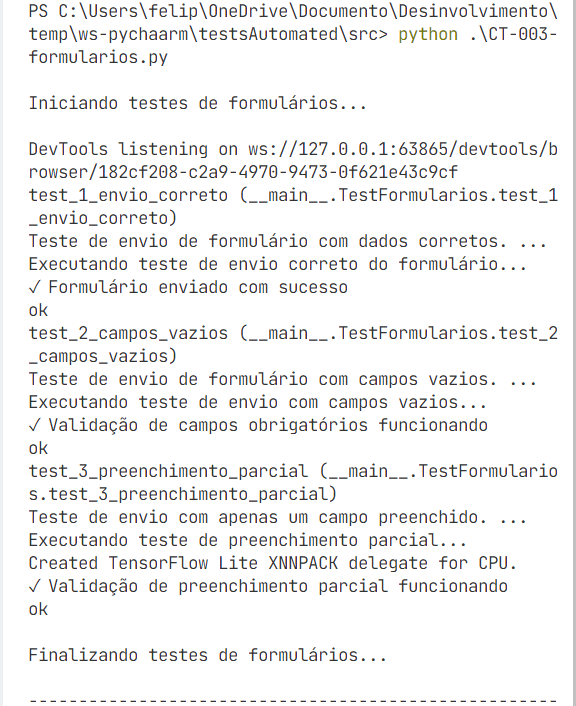 PS C:\Users\felip\OneDrive\Documento\Desinvolvimento\
temp\ws-pychaarm\testsAutomated\src> python .\CT-003-
formularios.py
Iniciando testes de formulários...
DevTools listening on ws://127.0.0.1:63865/devtools/b
rowser/182cf208-c2a9-4970-9473-0f621e43c9cf
test_1_envio_correto (__main__.TestFormularios.test_1
_envio_correto)
Teste de envio de formulário com dados corretos. ...
Executando teste de envio correto do formulário...
✓ Formulário enviado com sucesso
ok
test_2_campos_vazios (__main__.TestFormularios.test_2
_campos_vazios)
Teste de envio de formulário com campos vazios. ...
Executando teste de envio com campos vazios...
✓ Validação de campos obrigatórios funcionando
ok
test_3_preenchimento_parcial (__main__.TestFormulario
s.test_3_preenchimento_parcial)
Teste de envio com apenas um campo preenchido. ...
Executando teste de preenchimento parcial...
Created TensorFlow Lite XNNPACK delegate for CPU.
✓ Validação de preenchimento parcial funcionando
ok
Finalizando testes de formulários...
-----------------------------------------------------